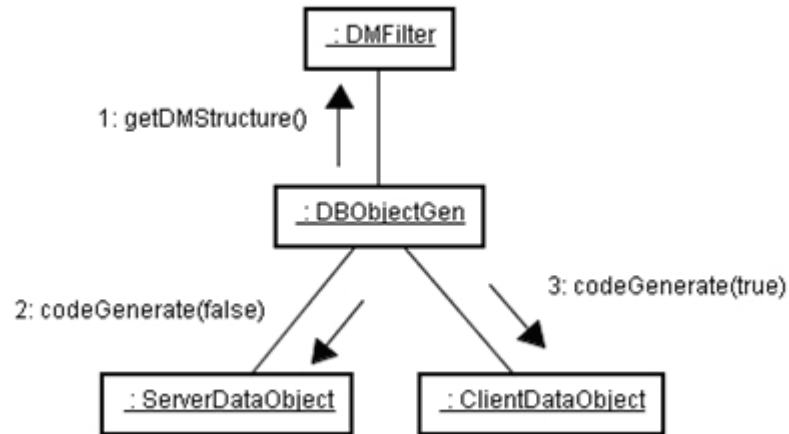 : DMFilter
1: getDMStructure()
: DBObjectGen
2: codeGenerate(false)
3: codeGenerate(true)
: ServerDataObject
: ClientDataObject